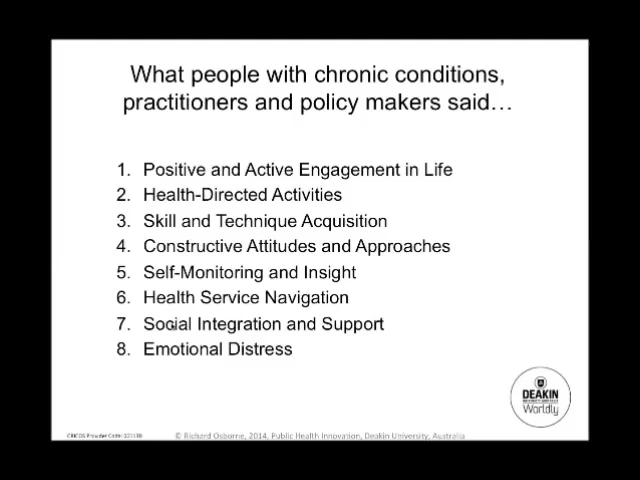 What people with chronic conditions,
practitioners and policy makers said…
1. Positive and Active Engagement in Life
2. Health-Directed Activities
3. Skill and Technique Acquisition
4. Constructive Attitudes and Approaches
5. Self-Monitoring and Insight
6. Health Service Navigation
7. Social Integration and Support
8. Emotional Distress
DEAKIN
Worldly
CRICOS Provider Code:
© Richard Osborne, 2014, Public Health Innovation, Deakin University, Australia